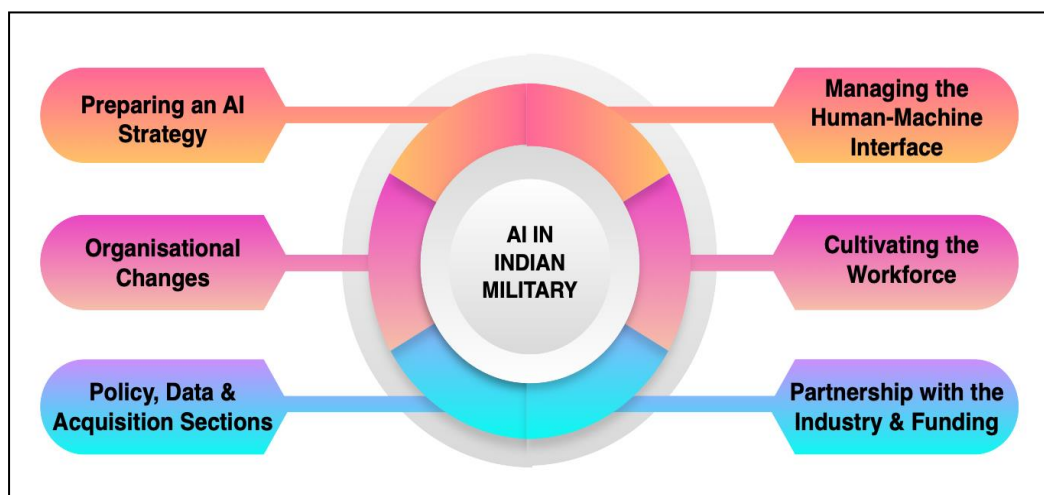 Preparing an AI
Strategy
Organisational
Changes
Policy, Data &
Acquisition Sections
AI IN
INDIAN
MILITARY
Managing the
Human-Machine
Interface
Cultivating the
Workforce
Partnership with the
Industry & Funding